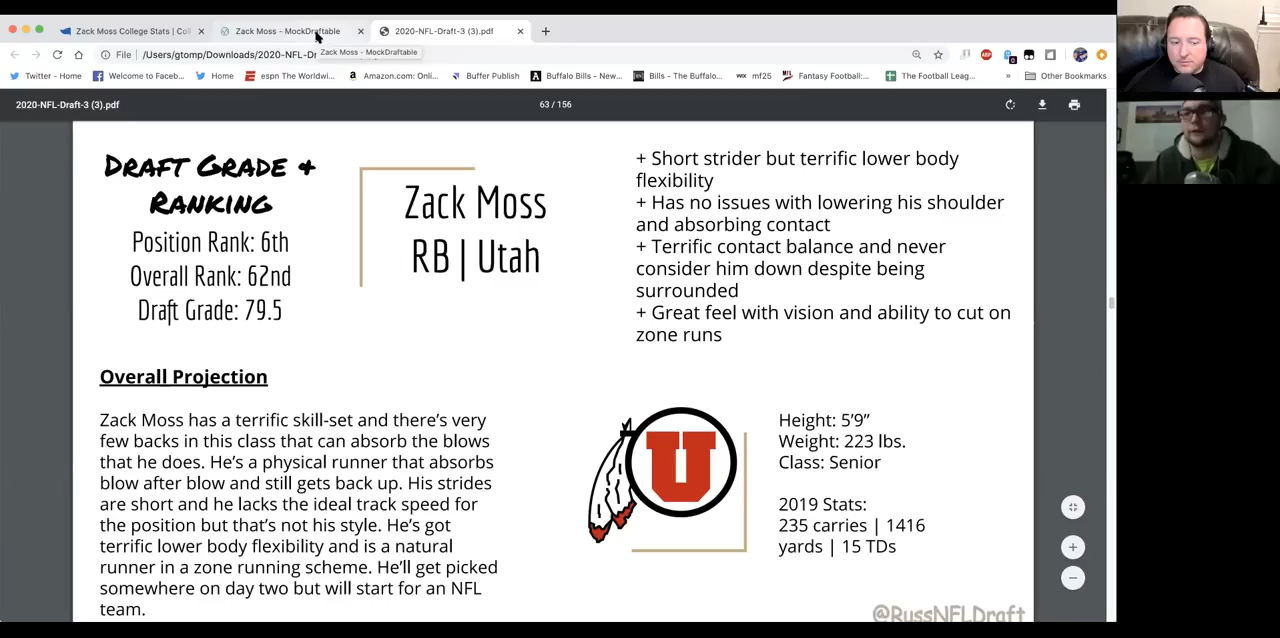 Zack Moss College Stats | Coll
Zack Moss - MockDraftable
2020-NFL-Draft-3 (3).pdf
File
/Users/gtomp/Downloads/2020-NFL-Dr
Zack Moss - MockDraftable
Twitter - Home
Welcome to Faceb...
Home
espn The Worldwi...
Amazon.com: Onli...
Buffer Publish
Buffalo Bills - New...
Bills - The Buffalo...
mf25
Fantasy Football:...
The Football Leag...
»
Other Bookmarks
2020-NFL-Draft-3 (3).pdf
63 / 156
Draft Grade &
Ranking
Position Rank: 6th
Overall Rank: 62nd
Draft Grade: 79.5
Zack Moss
RB | Utah
+ Short strider but terrific lower body
flexibility
+ Has no issues with lowering his shoulder
and absorbing contact
+ Terrific contact balance and never
consider him down despite being
surrounded
+ Great feel with vision and ability to cut on
zone runs
Overall Projection
Zack Moss has a terrific skill-set and there's very
few backs in this class that can absorb the blows
that he does. He's a physical runner that absorbs
blow after blow and still gets back up. His strides
are short and he lacks the ideal track speed for
the position but that's not his style. He's got
terrific lower body flexibility and is a natural
runner in a zone running scheme. He'll get picked
somewhere on day two but will start for an NFL
team.
U
Height: 5'9”
Weight: 223 lbs.
Class: Senior
2019 Stats:
235 carries | 1416
yards | 15 TDs
@RussNFLDraft